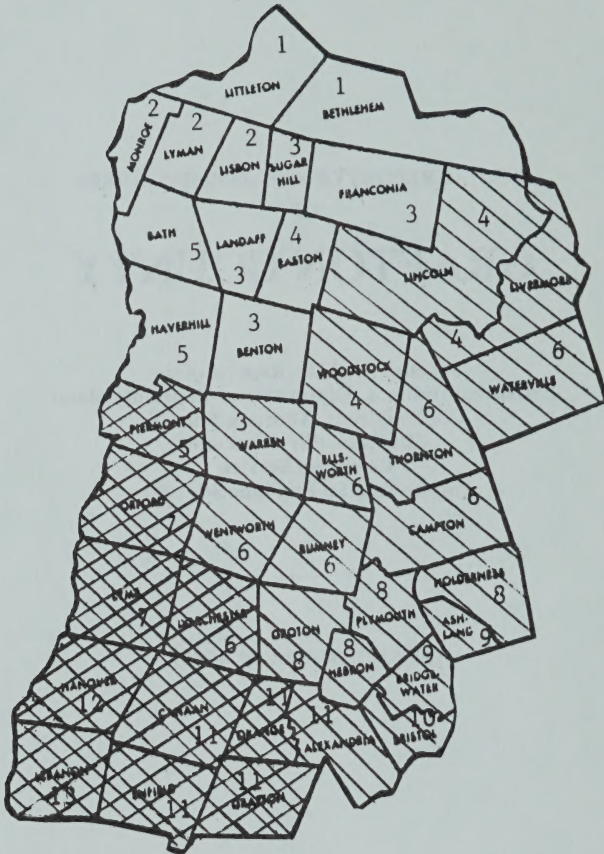 1
LITTLETON
1
BETHLEHEM
2
MONROE
2
LYMAN
2
LISBON
3
SUGAR
HILL
FRANCONIA
3
4
BATH
5
LANDAFF
3
4
EASTON
LINCOLN
LIVERMORE
4
HAVERHILL
5
3
BENTON
WOODSTOCK
4
6
WATERVILLE
PIERMONT
5
3
WARREN
ELLS-
WORTH
6
6
THORNTON
ORFORD
7
WENTWORTH
6
RUMNEY
6
6
CAMPTON
LYME
7
DORCHESTER
6
GROTON
8
8
PLYMOUTH
HOLDERNESS
8
ASH-
LAND
9
8
HEBRON
9
BRIDGE-
WATER
HANOVER
12
CANAAN
11
11
ORANGE
11
ALEXANDRIA
10
BRISTOL
LEBANON
ENFIELD
11
11
GRAFTON